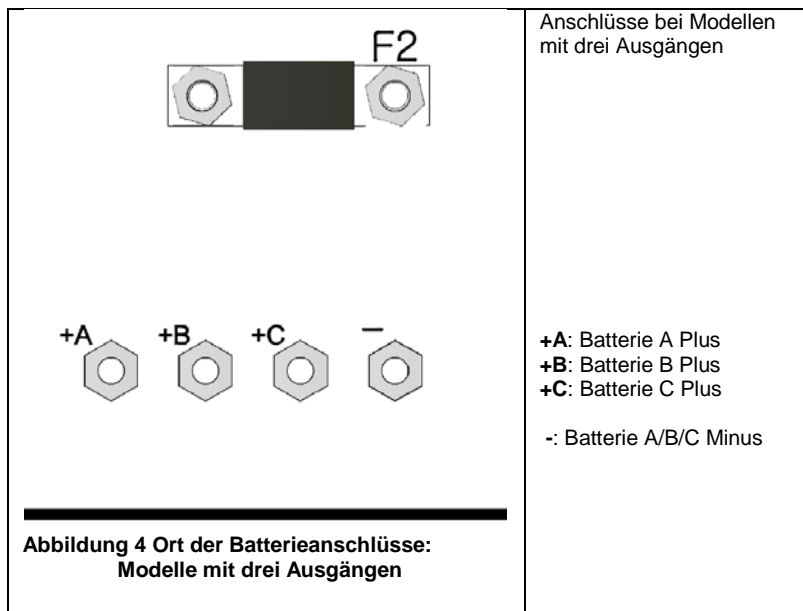 F2
+A +B +C –
Abbildung 4 Ort der Batterieanschlüsse:
Modelle mit drei Ausgängen
Anschlüsse bei Modellen
mit drei Ausgängen
+A: Batterie A Plus
+B: Batterie B Plus
+C: Batterie C Plus
-: Batterie A/B/C Minus